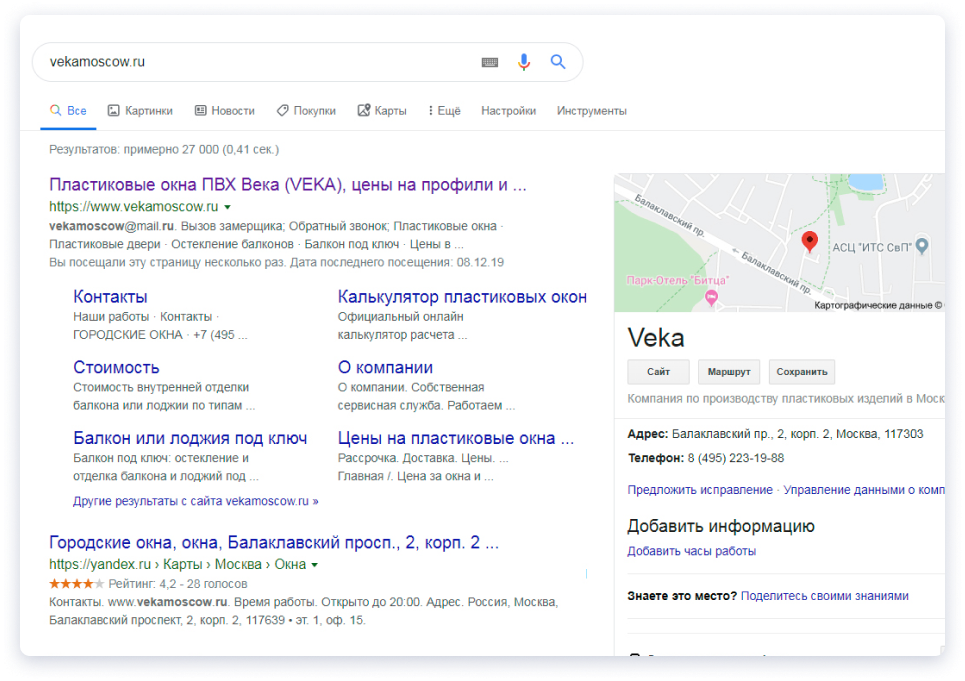 vekamoscow.ru
Все Картинки Новости Покупки Карты Ещё Настройки Инструменты
Результатов: примерно 27 000 (0,41 сек.)
Пластиковые окна ПВХ Века (VEKA), цены на профили и ...
https://www.vekamoscow.ru
vekamoscow@mail.ru. Вызов замерщика; Обратный звонок; Пластиковые окна ·
Пластиковые двери · Остекление балконов · Балкон под ключ · Цены в ...
Вы посещали эту страницу несколько раз. Дата последнего посещения: 08.12.19
Контакты
Наши работы · Контакты ·
ГОРОДСКИЕ ОКНА · +7 (495 ...
Калькулятор пластиковых окон
Официальный онлайн
калькулятор расчета ...
Стоимость
Стоимость внутренней отделки
балкона или лоджии по типам ...
О компании
О компании. Собственная
сервисная служба. Работаем ...
Балкон или лоджия под ключ
Балкон под ключ: остекление и
отделка балкона и лоджий под ...
Цены на пластиковые окна ...
Рассрочка. Доставка. Цены. ...
Главная /. Цена за окна и ...
Другие результаты с сайта vekamoscow.ru »
Городские окна, окна, Балаклавский просп., 2, корп. 2 ...
https://yandex.ru › Карты › Москва › Окна
Рейтинг: 4,2 - 28 голосов
Контакты. www.vekamoscow.ru. Время работы. Открыто до 20:00. Адрес. Россия, Москва,
Балаклавский проспект, 2, корп. 2, 117639 • эт. 1, оф. 15.
Балаклавский пр.
← Балаклавский пр.
АСЦ "ИТС СвП"
Парк-Отель "Битца"
Картографические данные ©
Veka
Сайт Маршрут Сохранить
Компания по производству пластиковых изделий в Моск
Адрес: Балаклавский пр., 2, корп. 2, Москва, 117303
Телефон: 8 (495) 223-19-88
Предложить исправление · Управление данными о комп
Добавить информацию
Добавить часы работы
Знаете это место? Поделитесь своими знаниями